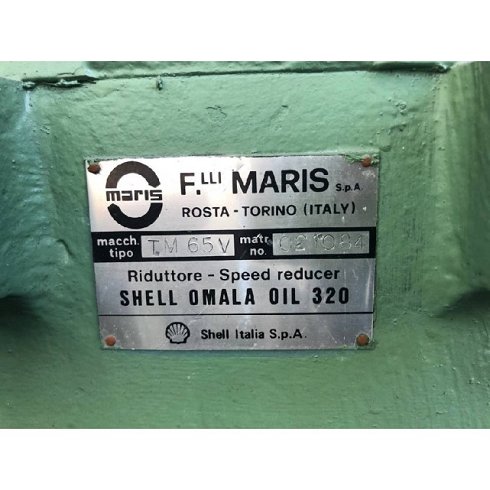 maris
F.LLI MARIS S.p.A.
ROSTA - TORINO (ITALY)
macch. tipo TM 65V matr. no. 021084
Riduttore - Speed reducer
SHELL OMALA OIL 320
Shell Italia S.p.A.